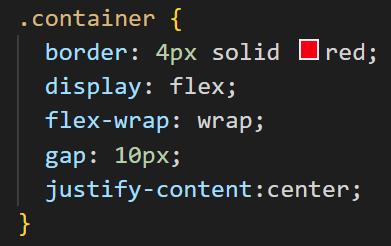 .container {
  border: 4px solid red;
  display: flex;
  flex-wrap: wrap;
  gap: 10px;
  justify-content:center;
}